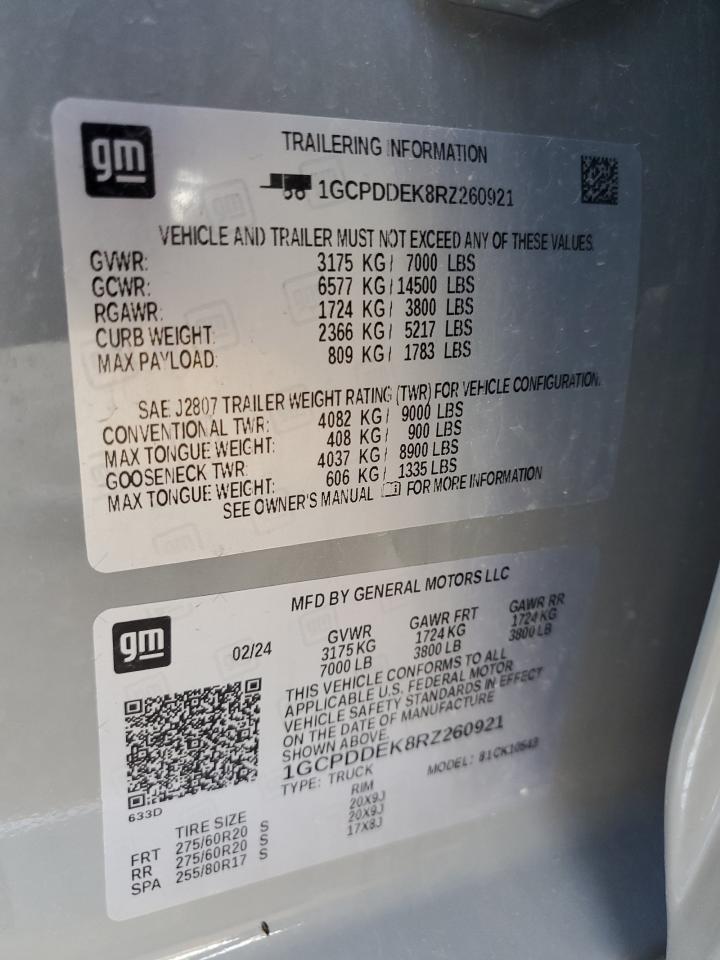 gm
TRAILERING INFORMATION
1GCPDDEK8RZ260921
VEHICLE AND TRAILER MUST NOT EXCEED ANY OF THESE VALUES.
GVWR: 3175 KG / 7000 LBS
GCWR: 6577 KG / 14500 LBS
RGAWR: 1724 KG / 3800 LBS
CURB WEIGHT: 2366 KG / 5217 LBS
MAX PAYLOAD: 809 KG / 1783 LBS
SAE J2807 TRAILER WEIGHT RATING (TWR) FOR VEHICLE CONFIGURATION.
CONVENTIONAL TWR: 4082 KG / 9000 LBS
MAX TONGUE WEIGHT: 408 KG / 900 LBS
GOOSENECK TWR: 4037 KG / 8900 LBS
MAX TONGUE WEIGHT: 606 KG / 1335 LBS
SEE OWNER'S MANUAL FOR MORE INFORMATION
gm
MFD BY GENERAL MOTORS LLC
02/24
GVWR GAWR FRT GAWR RR
3175 KG 1724 KG 1724 KG
7000 LB 3800 LB 3800 LB
THIS VEHICLE CONFORMS TO ALL
APPLICABLE U.S. FEDERAL MOTOR
VEHICLE SAFETY STANDARDS IN EFFECT
ON THE DATE OF MANUFACTURE
SHOWN ABOVE.
1GCPDDEK8RZ260921
TYPE: TRUCK MODEL: 81CK10543
633D
TIRE SIZE RIM
FRT 275/60R20 S 20X9J
RR 275/60R20 S 20X9J
SPA 255/80R17 S 17X8J